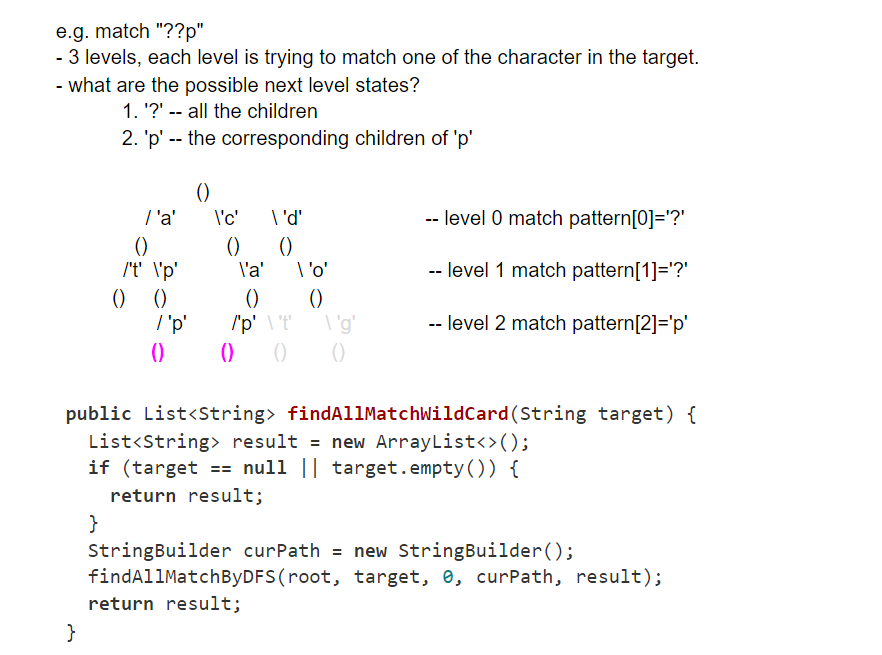 e.g. match "??p"
- 3 levels, each level is trying to match one of the character in the target.
- what are the possible next level states?
1. '?' -- all the children
2. 'p' -- the corresponding children of 'p'
()
/ 'a' \'c' \ 'd' -- level 0 match pattern[0]='?'
() () ()
/'t' \'p' \'a' \ 'o' -- level 1 match pattern[1]='?'
() () () ()
/ 'p' /'p' \ 't' \ 'g' -- level 2 match pattern[2]='p'
() () () ()
public List<String> findAllMatchWildCard(String target) {
List<String> result = new ArrayList<>();
if (target == null || target.empty()) {
return result;
}
StringBuilder curPath = new StringBuilder();
findAllMatchByDFS(root, target, 0, curPath, result);
return result;
}